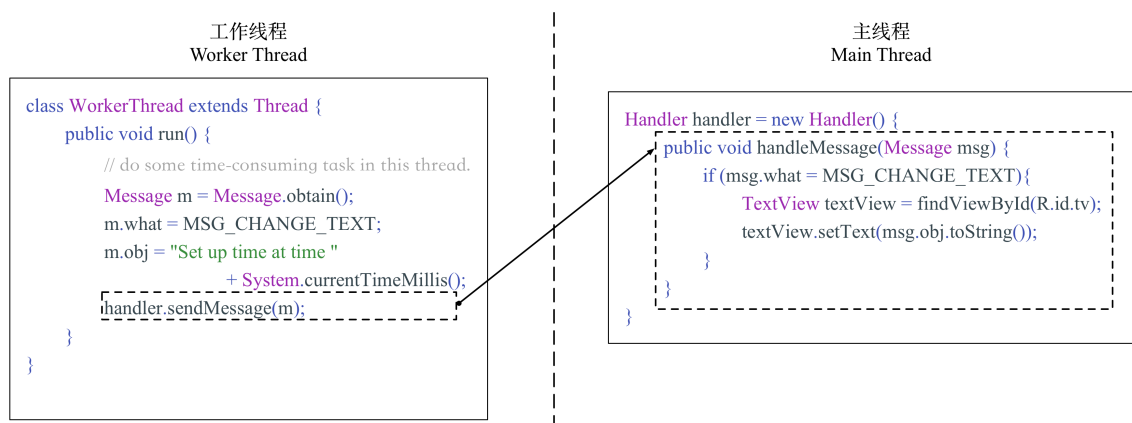 工作线程
Worker Thread
class WorkerThread extends Thread {
public void run() {
// do some time-consuming task in this thread.
Message m = Message.obtain();
m.what = MSG_CHANGE_TEXT;
m.obj = "Set up time at time "
+ System.currentTimeMillis();
handler.sendMessage(m);
}
}
主线程
Main Thread
Handler handler = new Handler() {
public void handleMessage(Message msg) {
if (msg.what = MSG_CHANGE_TEXT){
TextView textView = findViewById(R.id.tv);
textView.setText(msg.obj.toString());
}
}
}